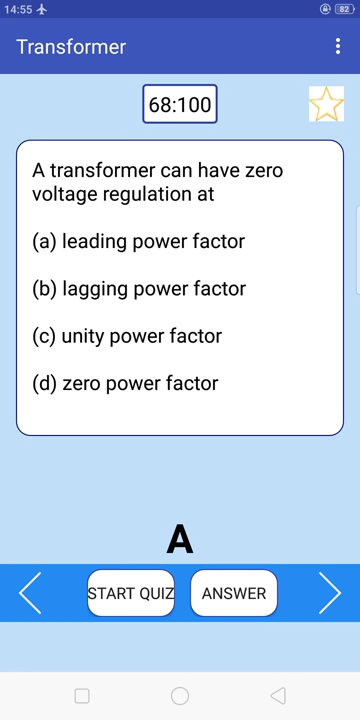 14:55
82
Transformer
68:100
A transformer can have zero
voltage regulation at
(a) leading power factor
(b) lagging power factor
(c) unity power factor
(d) zero power factor
A
START QUIZ
ANSWER